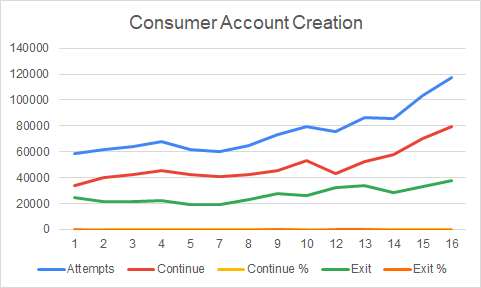 Consumer Account Creation
140000
120000
100000
80000
60000
40000
20000
0
1 2 3 4 5 6 7 8 9 10 12 13 14 15 16
Attempts Continue Continue % Exit Exit %